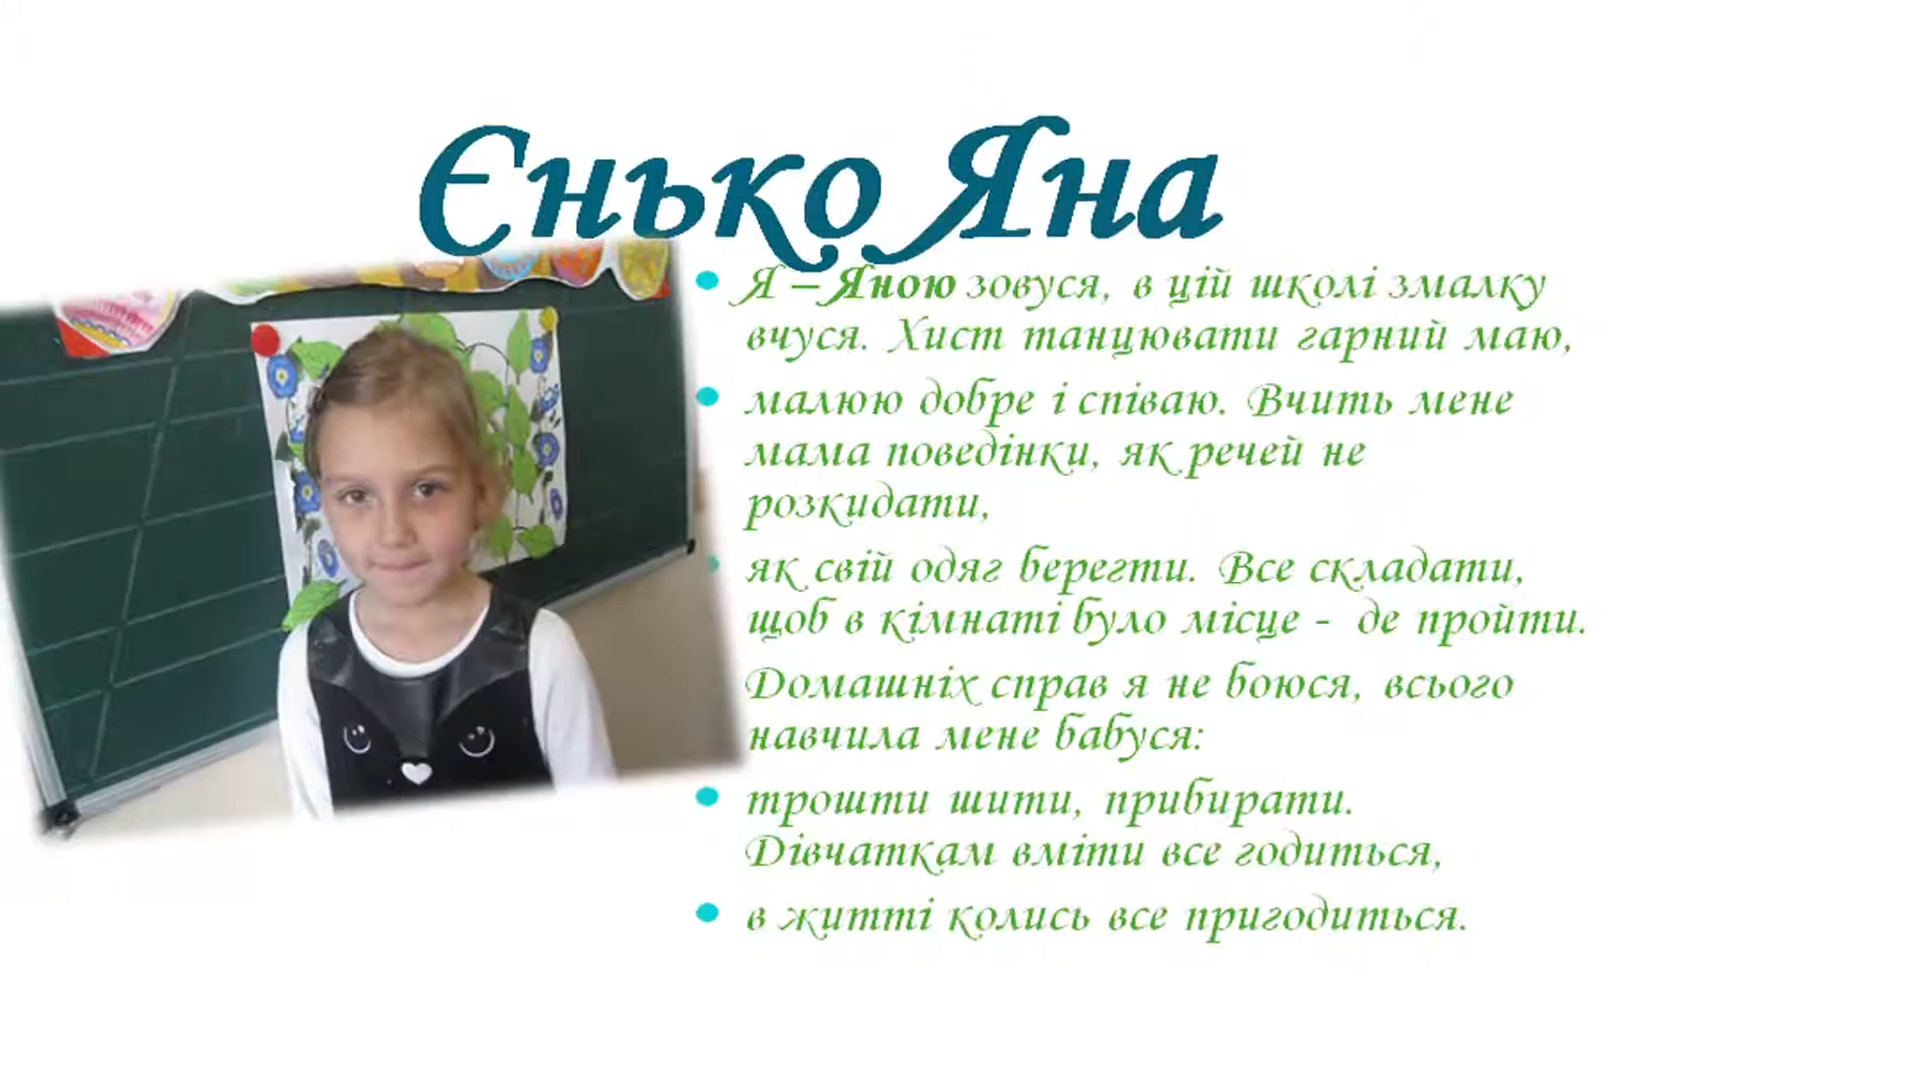 Єнько Яна
Я – Яною зовуся, в цій школі змалку
вчуся. Хист танцювати гарний маю,
малюю добре і співаю. Вчить мене
мама поведінки, як речей не
розкидати,
як свій одяг берегти. Все складати,
щоб в кімнаті було місце - де пройти.
Домашніх справ я не боюся, всього
навчила мене бабуся:
трошти шити, прибирати.
Дівчаткам вміти все годиться,
в житті колись все пригодиться.